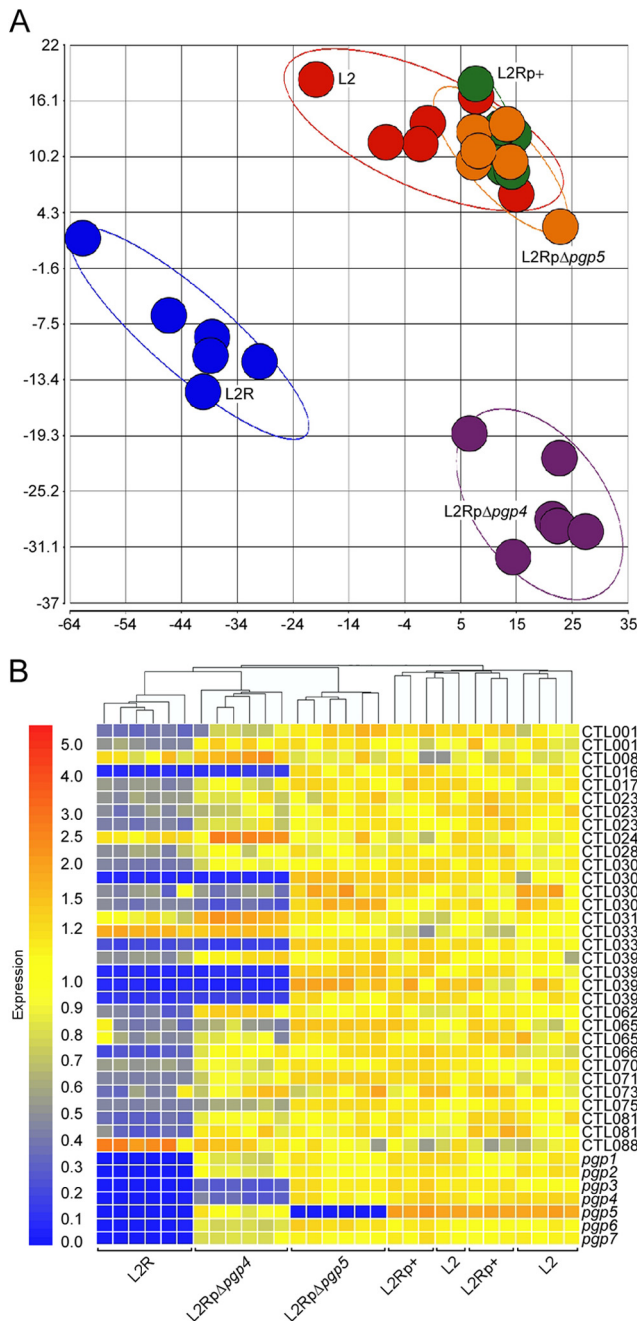 A
22
16.1
10.2
4.3
-1.6
-7.5
-13.4
-19.3
-25.2
-31.1
-37
L2
L2Rp+
L2RpΔpgp5
L2R
L2RpΔpgp4
-64 -54 -44 -34 -24 -14 -4 5 15 25 35
B
Expression
5.0
4.0
3.0
2.5
2.0
1.5
1.2
1.0
0.9
0.8
0.7
0.6
0.5
0.4
0.3
0.2
0.1
0.0
CTL001
CTL001
CTL008
CTL016
CTL017
CTL023
CTL023
CTL023
CTL024
CTL028
CTL030
CTL030
CTL030
CTL030
CTL031
CTL033
CTL033
CTL039
CTL039
CTL039
CTL039
CTL062
CTL065
CTL065
CTL066
CTL070
CTL071
CTL073
CTL075
CTL081
CTL081
CTL088
pgp1
pgp2
pgp3
pgp4
pgp5
pgp6
pgp7
L2R
L2RpΔpgp4
L2RpΔpgp5
L2Rp+
L2
L2Rp+
L2